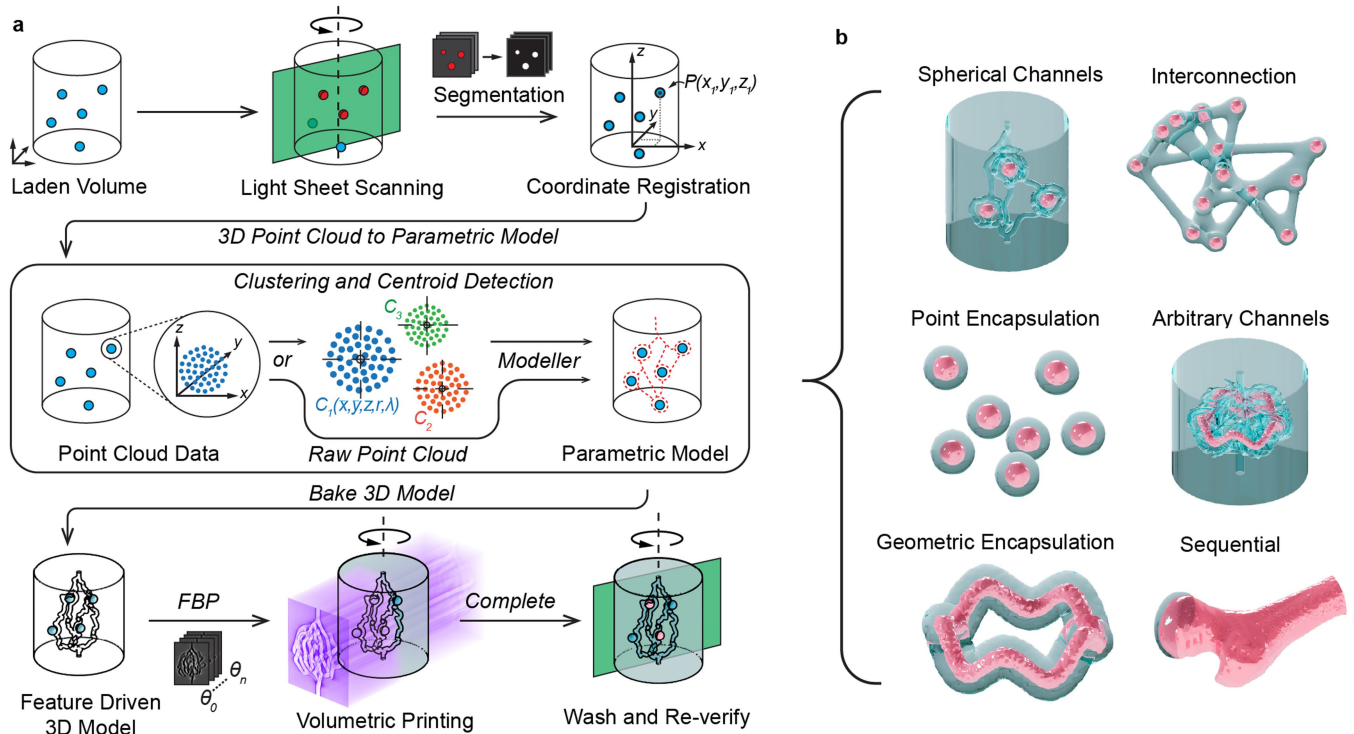 a
Laden Volume
Light Sheet Scanning
Segmentation
z
P(x₁,y₁,z₁)
y
x
Coordinate Registration
3D Point Cloud to Parametric Model
Clustering and Centroid Detection
z
y
x
Point Cloud Data
or
C₃
C₁(x,y,z,r,λ)
C₂
Raw Point Cloud
Modeller
Parametric Model
Bake 3D Model
Feature Driven
3D Model
FBP
θₙ
θ₀
Volumetric Printing
Complete
Wash and Re-verify
b
Spherical Channels
Interconnection
Point Encapsulation
Arbitrary Channels
Geometric Encapsulation
Sequential